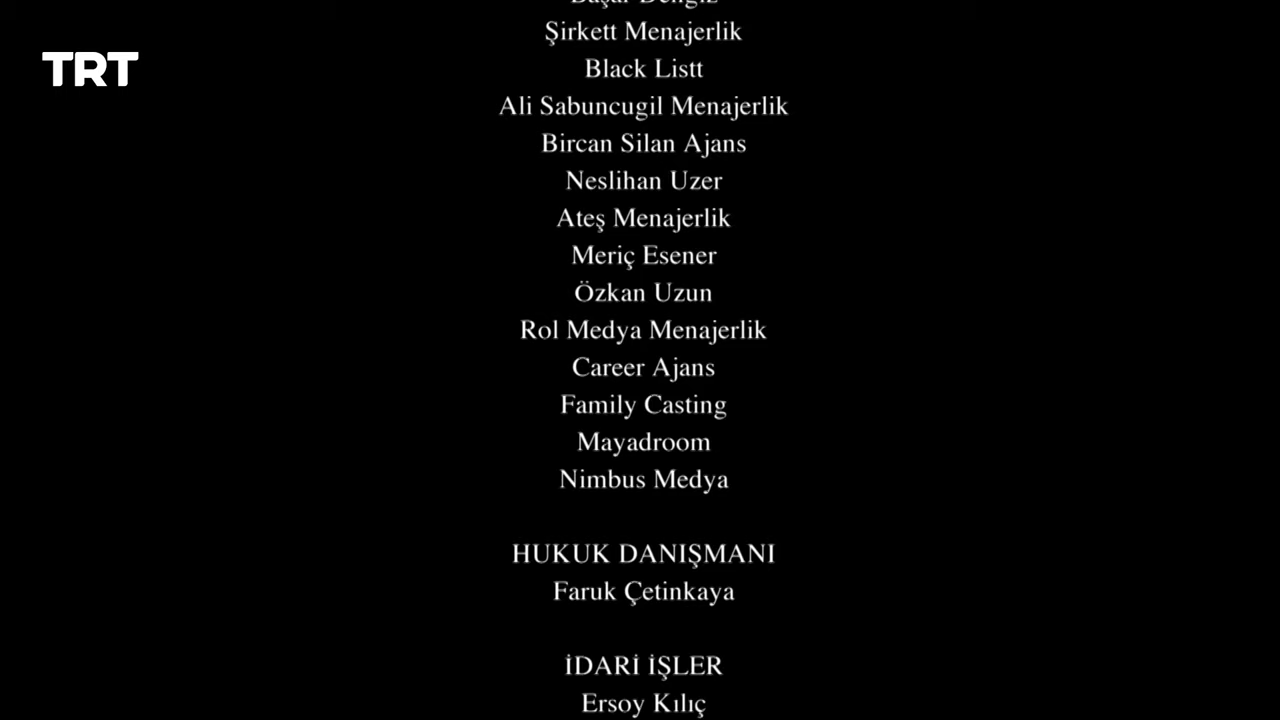 TRT
Şirkett Menajerlik
Black Listt
Ali Sabuncugil Menajerlik
Bircan Silan Ajans
Neslihan Uzer
Ateş Menajerlik
Meriç Esener
Özkan Uzun
Rol Medya Menajerlik
Career Ajans
Family Casting
Mayadroom
Nimbus Medya
HUKUK DANIŞMANI
Faruk Çetinkaya
İDARİ İŞLER
Ersoy Kılıç